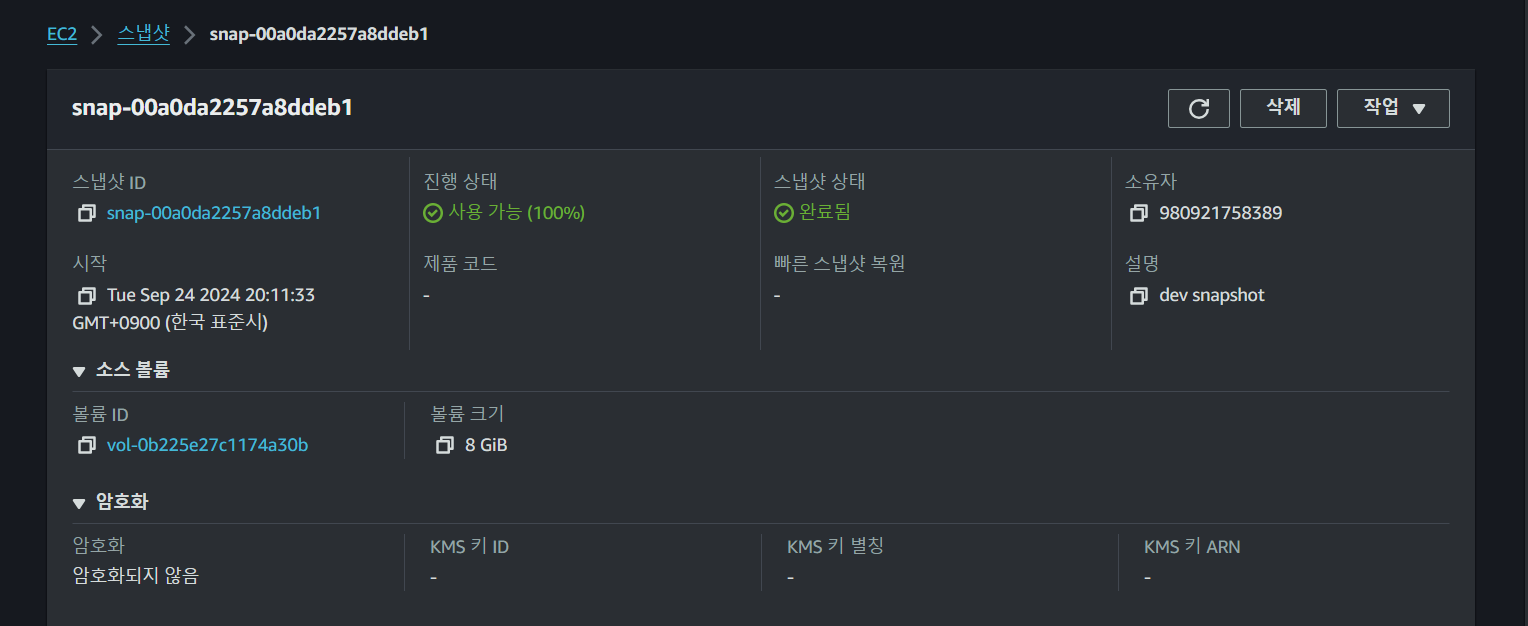 EC2 > 스냅샷 > snap-00a0da2257a8ddeb1
snap-00a0da2257a8ddeb1
삭제
작업 ▼
스냅샷 ID
snap-00a0da2257a8ddeb1
진행 상태
사용 가능 (100%)
스냅샷 상태
완료됨
소유자
980921758389
시작
Tue Sep 24 2024 20:11:33
GMT+0900 (한국 표준시)
제품 코드
-
빠른 스냅샷 복원
-
설명
dev snapshot
▼ 소스 볼륨
볼륨 ID
vol-0b225e27c1174a30b
볼륨 크기
8 GiB
▼ 암호화
암호화
암호화되지 않음
KMS 키 ID
-
KMS 키 별칭
-
KMS 키 ARN
-